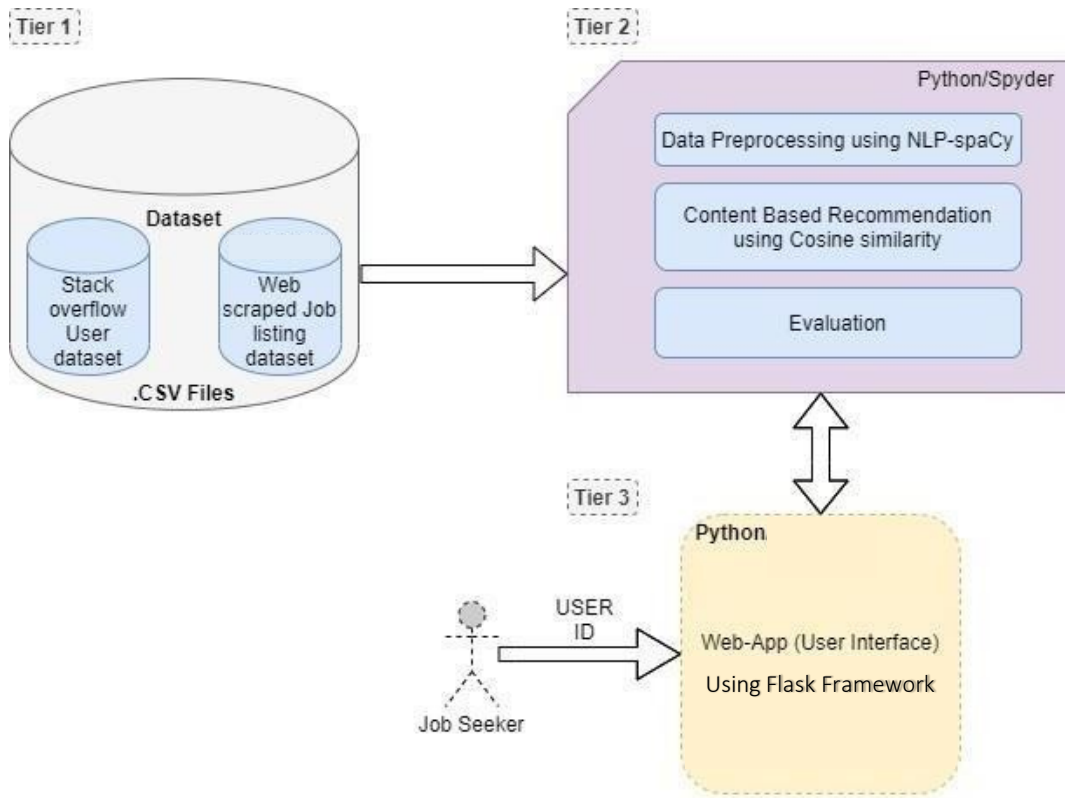 Tier 1
Dataset
Stack
overflow
User
dataset
Web
scraped Job
listing
dataset
.CSV Files
Tier 2
Python/Spyder
Data Preprocessing using NLP-spaCy
Content Based Recommendation
using Cosine similarity
Evaluation
Tier 3
Python
USER
ID
Job Seeker
Web-App (User Interface)
Using Flask Framework